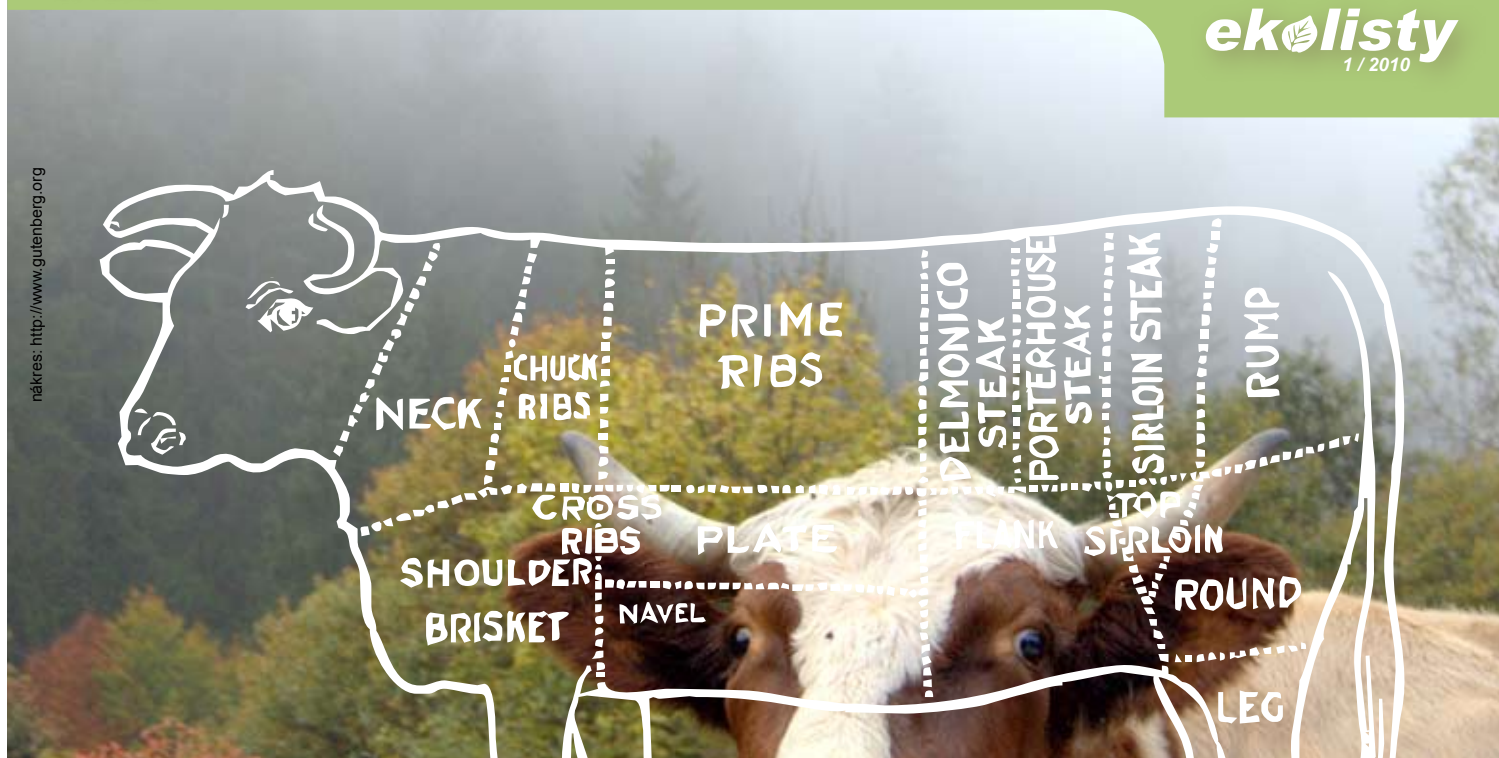 ekolisty
1 / 2010
nákres: http://www.gutenberg.org
NECK
CHUCK
RIBS
PRIME
RIBS
DELMONICO
STEAK
PORTERHOUSE
STEAK
SIRLOIN STEAK
RUMP
CROSS
RIBS
PLATE
FLANK
TOP
SIRLOIN
SHOULDER
BRISKET
NAVEL
ROUND
LEG